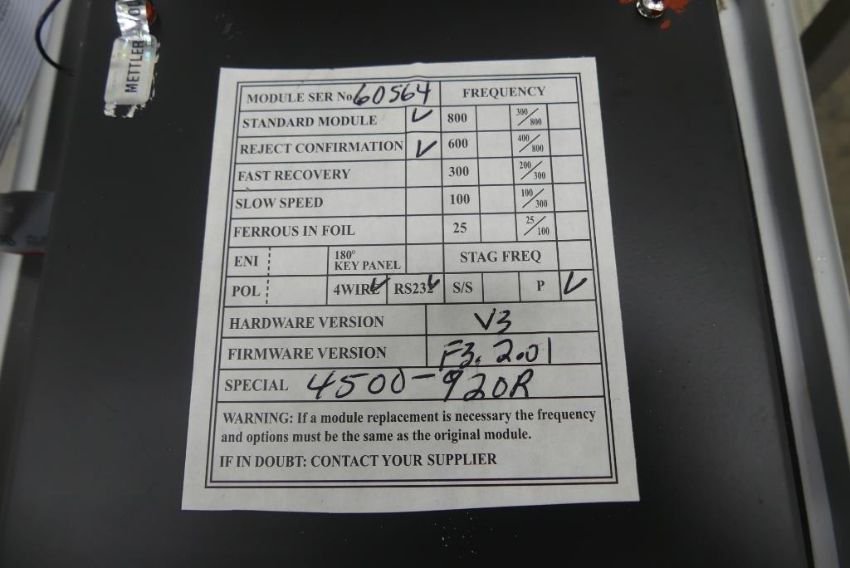 METTLER
MODULE SER No 60564 FREQUENCY
STANDARD MODULE ✓ 800 300/800
REJECT CONFIRMATION ✓ 600 400/800
FAST RECOVERY 300 200/300
SLOW SPEED 100 100/300
FERROUS IN FOIL 25 25/100
ENI 180° KEY PANEL STAG FREQ
POL 4WIRE ✓ RS232 ✓ S/S P ✓
HARDWARE VERSION V3
FIRMWARE VERSION F3.2.01
SPECIAL 4500-920R
WARNING: If a module replacement is necessary the frequency
and options must be the same as the original module.
IF IN DOUBT: CONTACT YOUR SUPPLIER